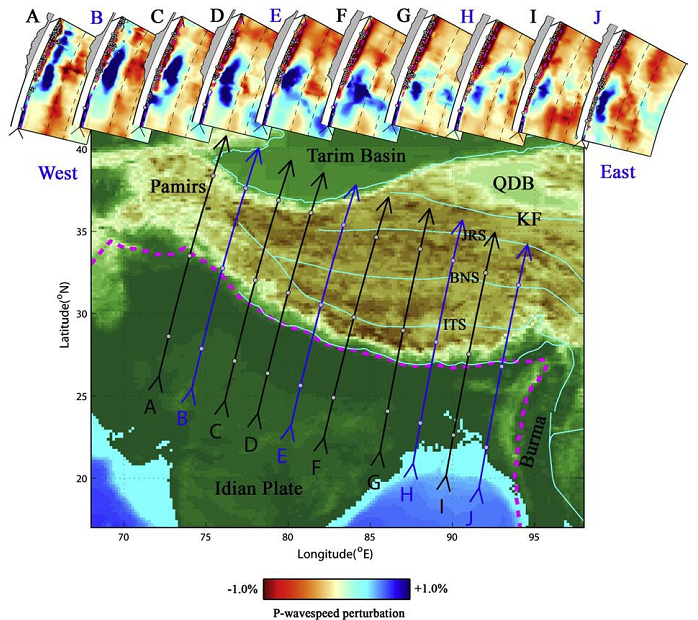 A B C D E F G H I J
West
East
Tarim Basin
Pamirs
QDB
KF
JRS
BNS
ITS
A
B
C
D
E
F
G
H
I
J
Idian Plate
Burma
40
35
30
25
20
70 75 80 85 90 95
Latitude(°N)
Longitude(°E)
-1.0% +1.0%
P-wavespeed perturbation